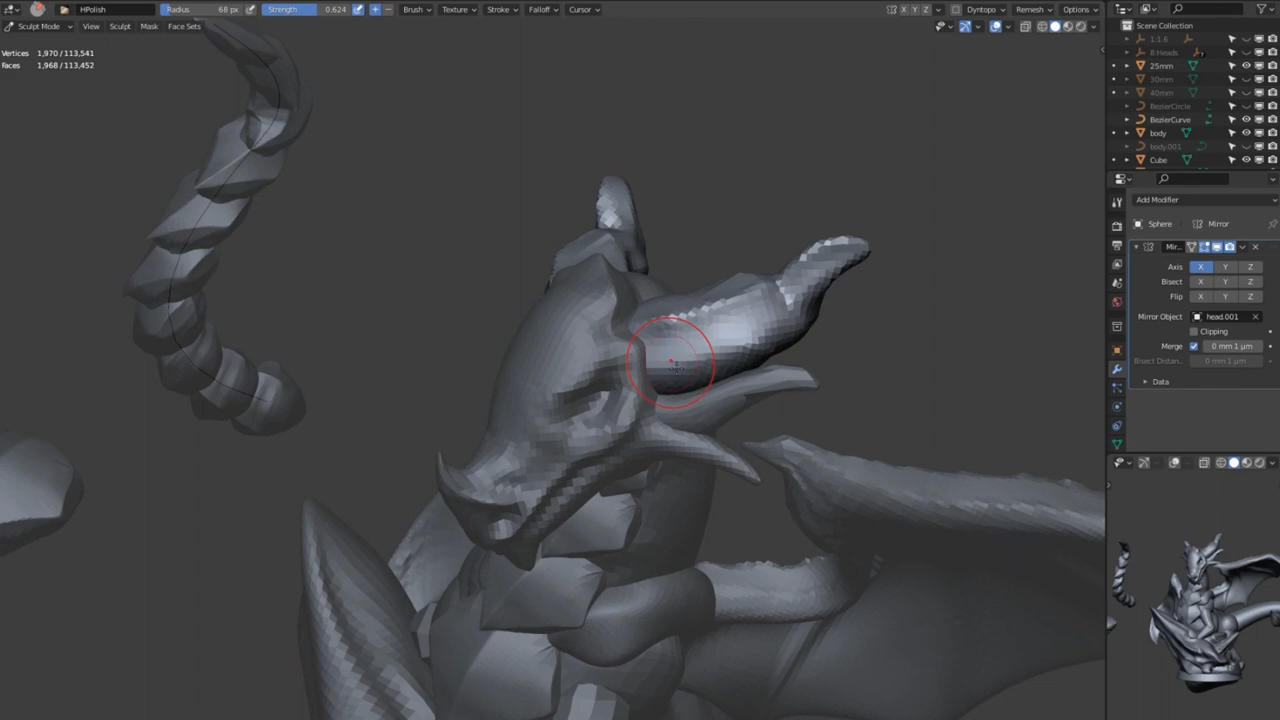 HPolish Radius 68 px Strength 0.624 Brush Texture Stroke Falloff Cursor X Y Z Dyntopo Remesh Options
Sculpt Mode View Sculpt Mask Face Sets
Vertices 1,970 / 113,541
Faces 1,968 / 113,452
Scene Collection
1:1.6
8 Heads
25mm
30mm
40mm
BezierCircle
BezierCurve
body
body.001
Cube
Add Modifier
Sphere Mirror
Mir...
Axis X Y Z
Bisect X Y Z
Flip X Y Z
Mirror Object head.001
Clipping
Merge 0 mm 1 µm
Bisect Distan.. 0 mm 1 µm
Data